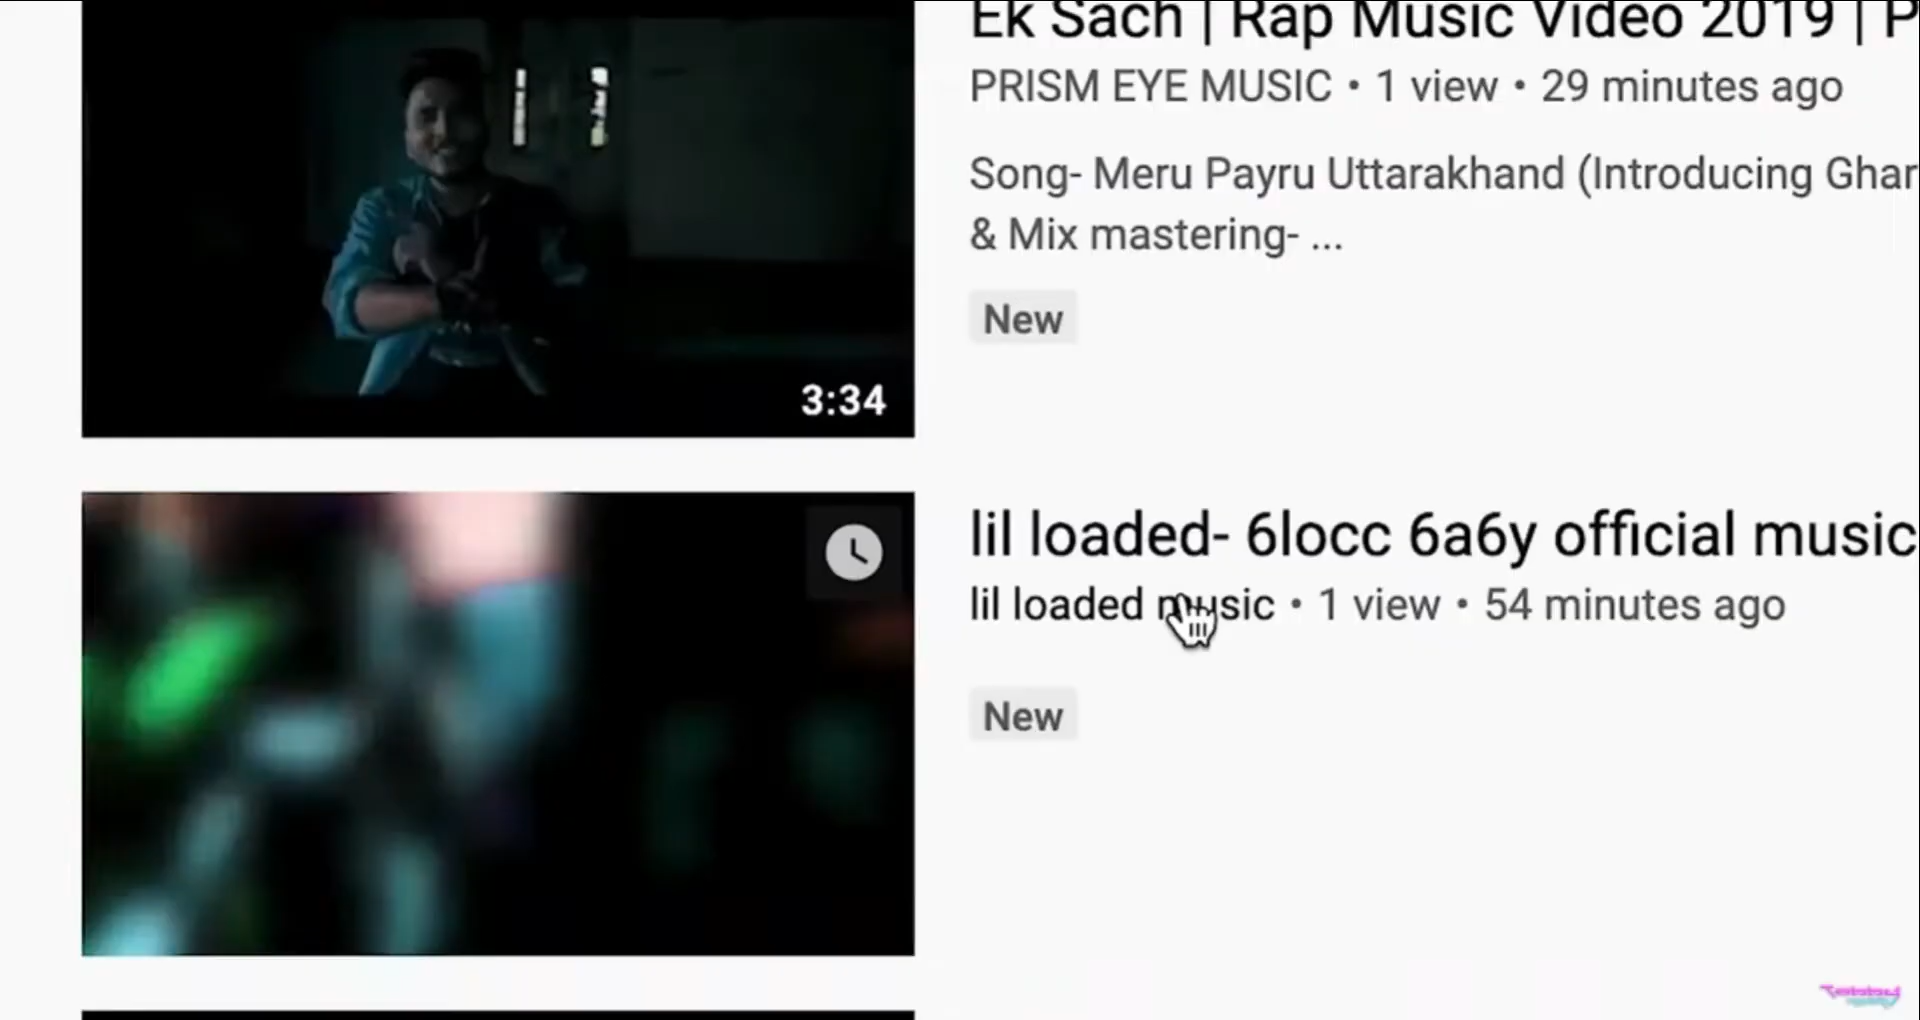 Ek Sach | Rap Music Video 2019 | P
PRISM EYE MUSIC • 1 view • 29 minutes ago
Song- Meru Payru Uttarakhand (Introducing Ghar
& Mix mastering- ...
New
3:34
lil loaded- 6locc 6a6y official music
lil loaded music • 1 view • 54 minutes ago
New